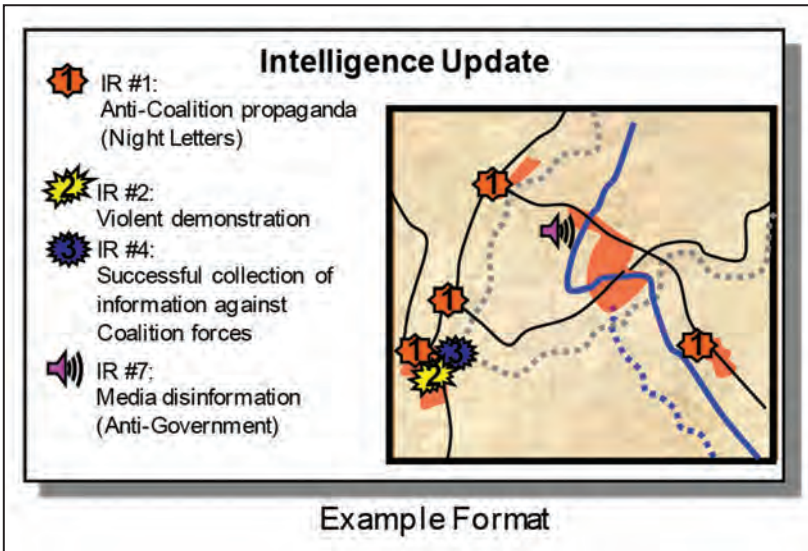 Intelligence Update
1 IR #1:
Anti-Coalition propaganda
(Night Letters)
2 IR #2:
Violent demonstration
3 IR #4:
Successful collection of
information against
Coalition forces
IR #7:
Media disinformation
(Anti-Government)
1
1
1
3
2
1
Example Format